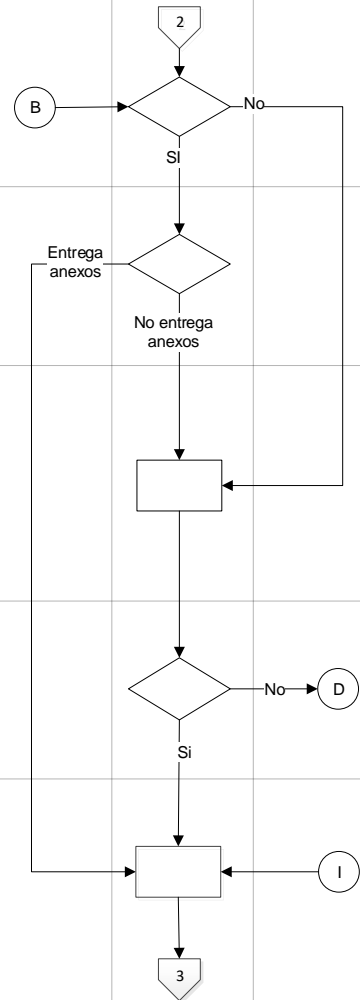 2
B
No
SI
Entrega
anexos
No entrega
anexos
No
D
Si
I
3